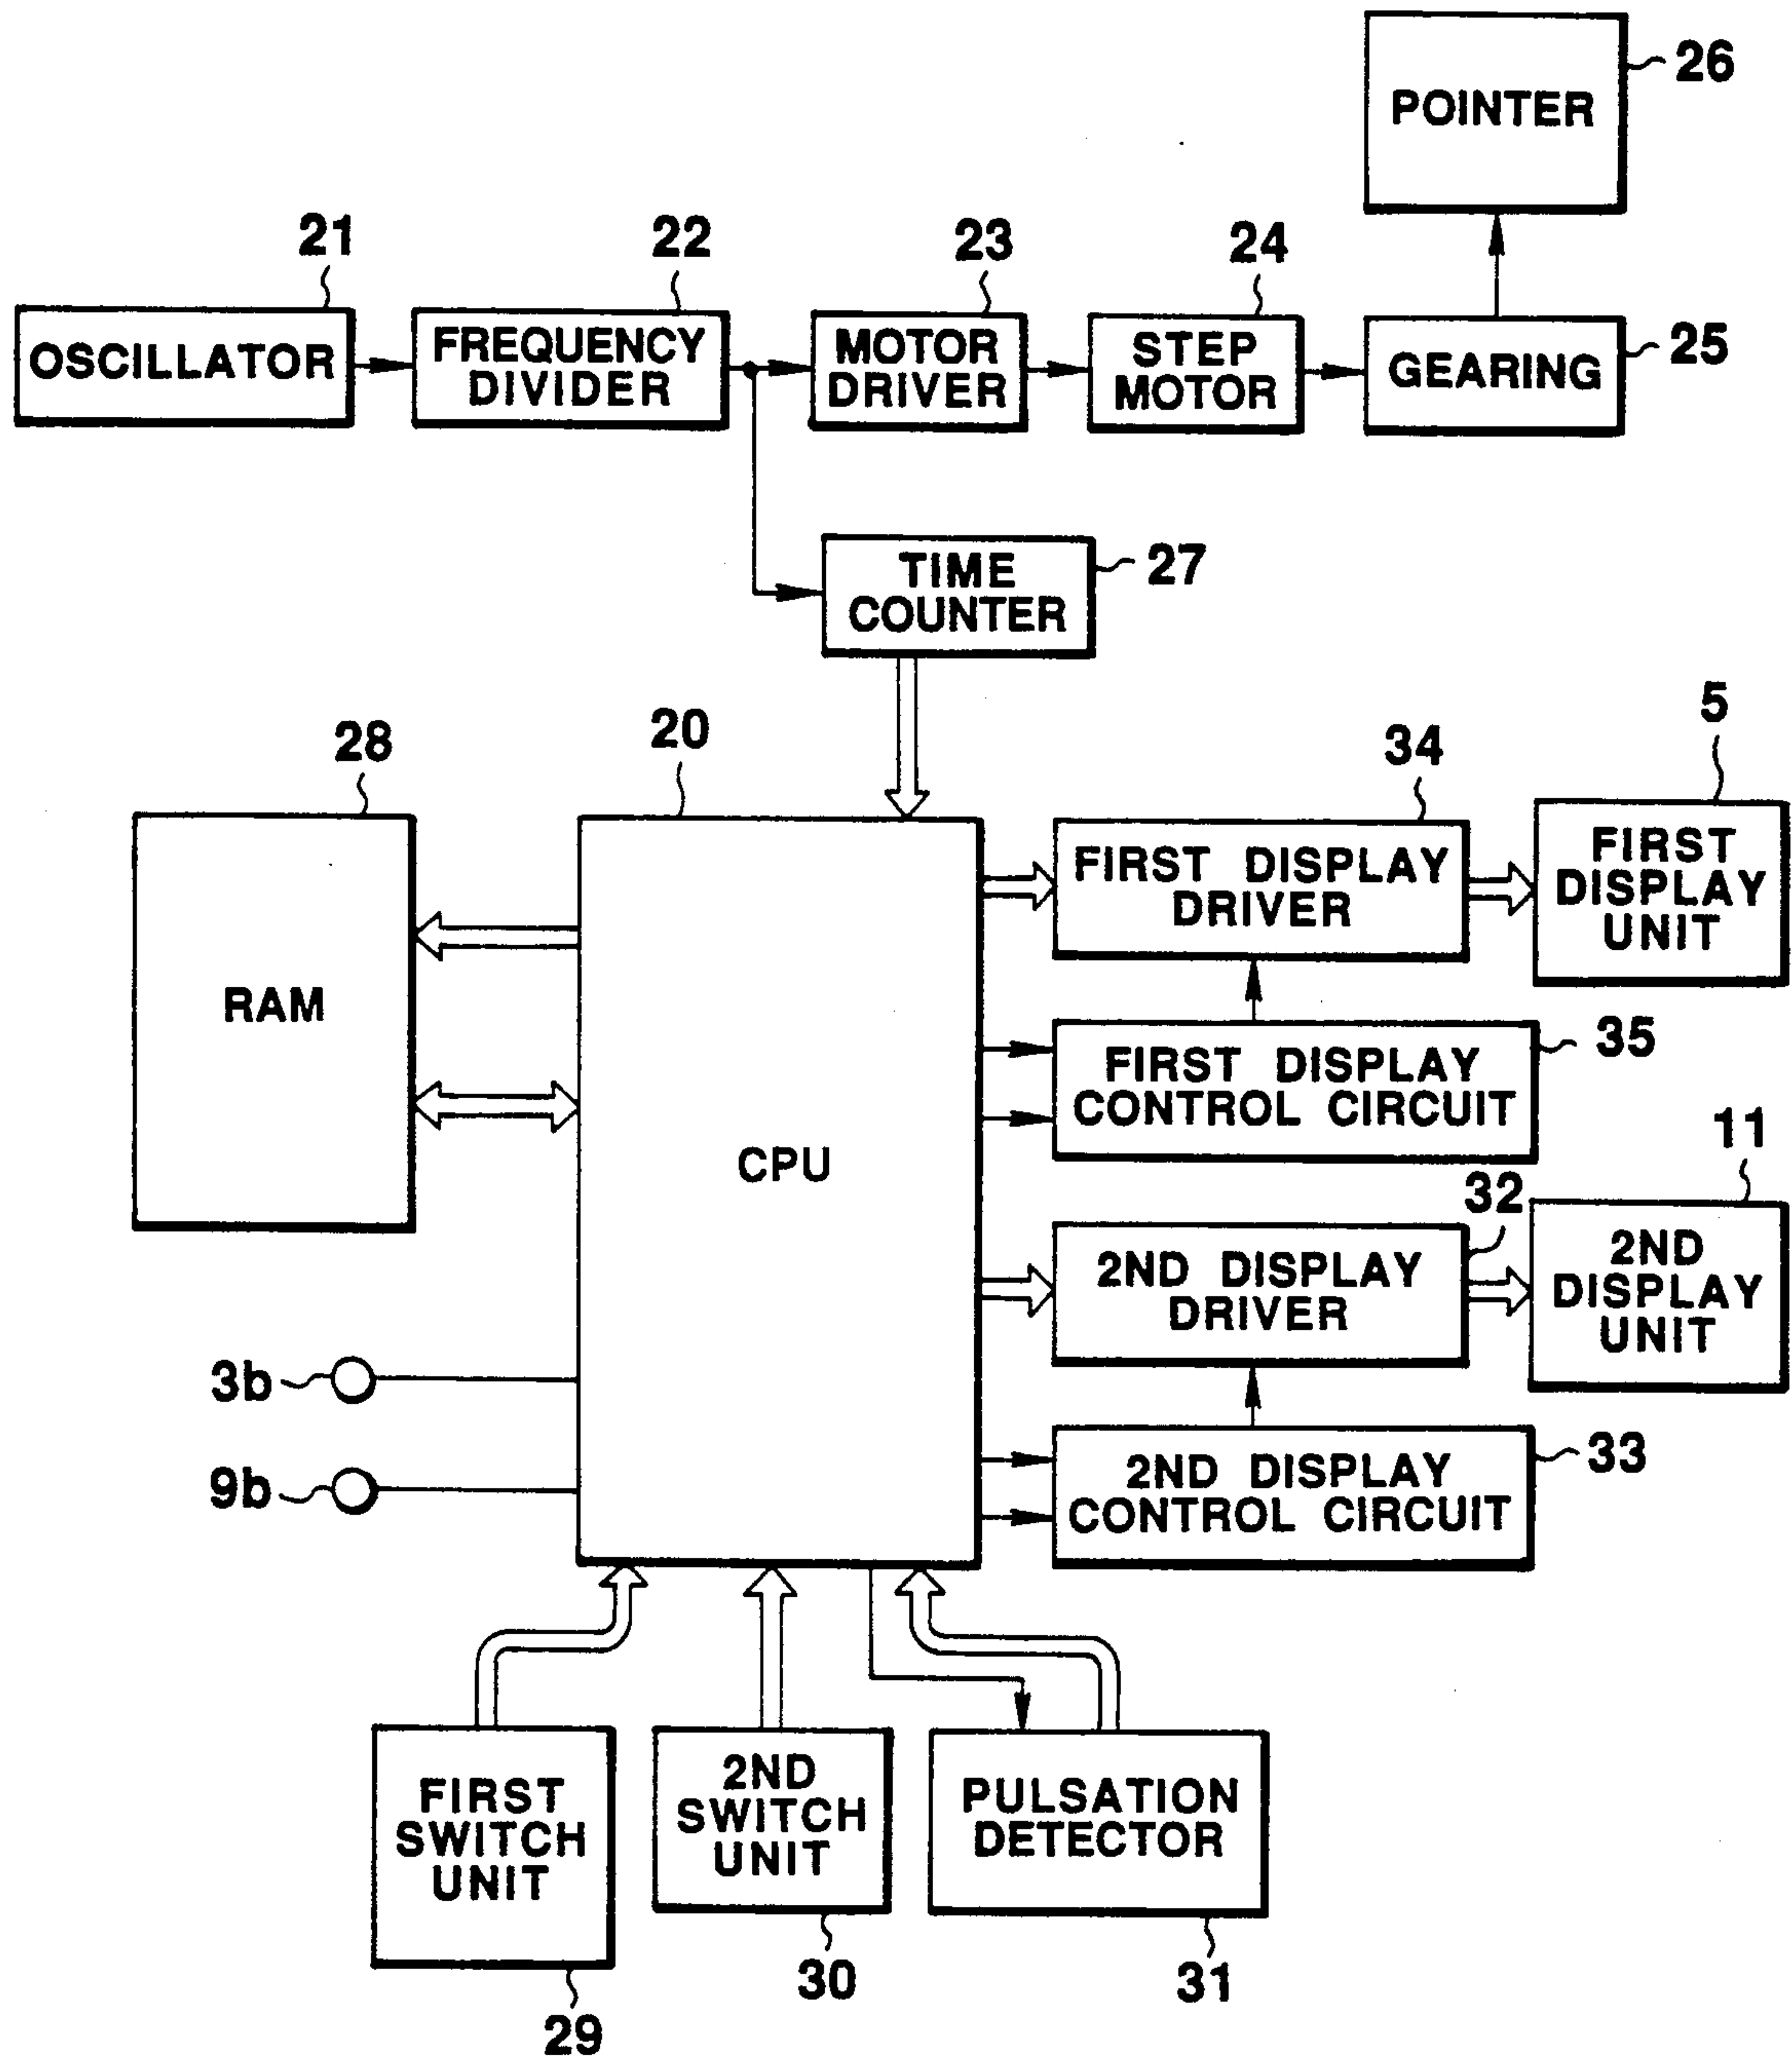 26
POINTER
21
22
23
24
OSCILLATOR
FREQUENCY
DIVIDER
MOTOR
DRIVER
STEP
MOTOR
GEARING
25
TIME
COUNTER
27
28
20
34
5
RAM
CPU
FIRST DISPLAY
DRIVER
FIRST
DISPLAY
UNIT
FIRST DISPLAY
CONTROL CIRCUIT
35
11
32
2ND DISPLAY
DRIVER
2ND
DISPLAY
UNIT
3b
9b
2ND DISPLAY
CONTROL CIRCUIT
33
FIRST
SWITCH
UNIT
2ND
SWITCH
UNIT
PULSATION
DETECTOR
29
30
31